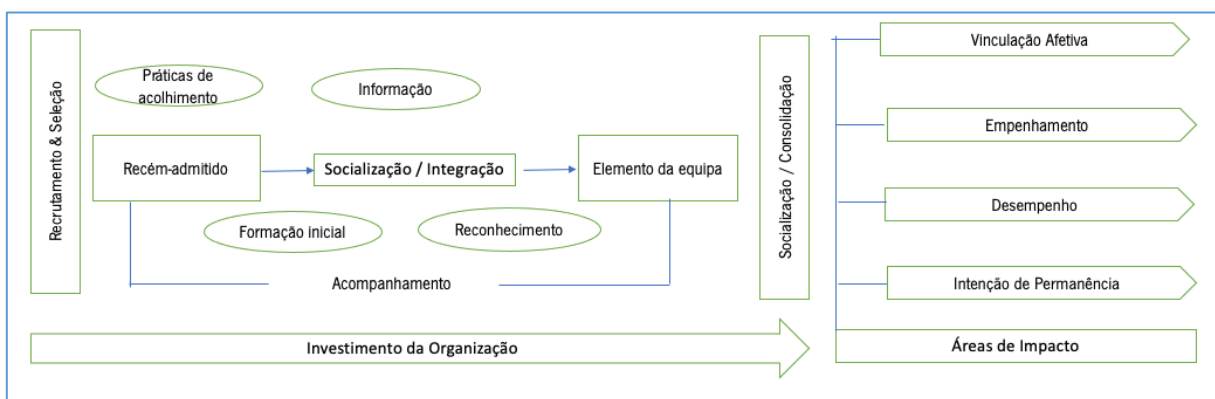 Recrutamento & Seleção
Práticas de
acolhimento
Informação
Recém-admitido
Socialização / Integração
Elemento da equipa
Formação inicial
Reconhecimento
Acompanhamento
Investimento da Organização
Socialização / Consolidação
Vinculação Afetiva
Empenhamento
Desempenho
Intenção de Permanência
Áreas de Impacto